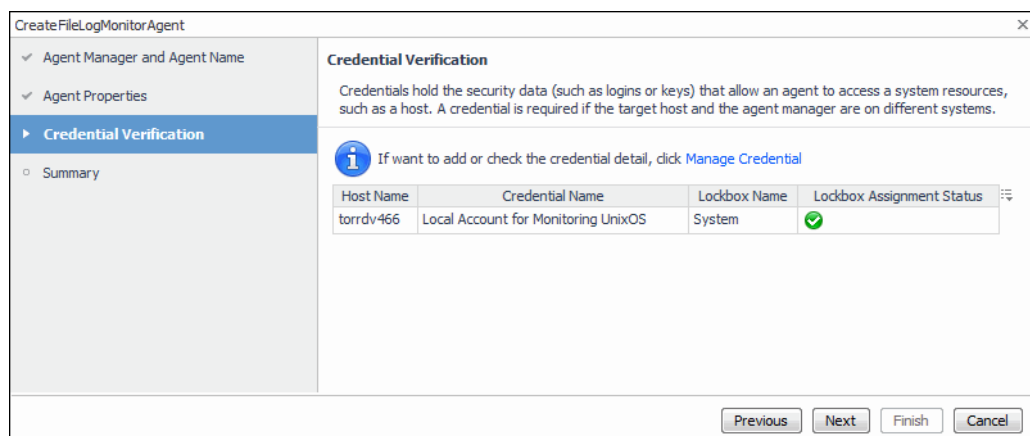 CreateFileLogMonitorAgent
Agent Manager and Agent Name
Agent Properties
Credential Verification
Summary
Credential Verification
Credentials hold the security data (such as logins or keys) that allow an agent to access a system resources,
such as a host. A credential is required if the target host and the agent manager are on different systems.
If want to add or check the credential detail, click Manage Credential
Host Name Credential Name Lockbox Name Lockbox Assignment Status
torrdv466 Local Account for Monitoring UnixOS System
Previous Next Finish Cancel